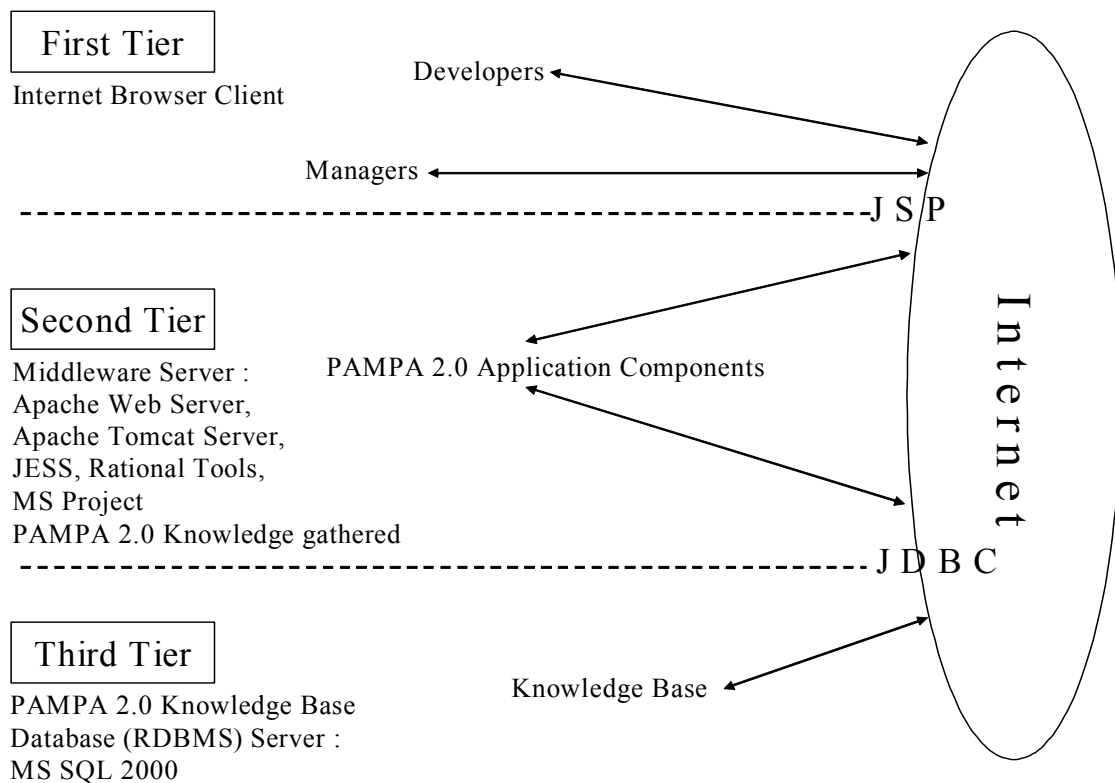 First Tier
Internet Browser Client
Developers
Managers
J S P
Second Tier
Middleware Server :
Apache Web Server,
Apache Tomcat Server,
JESS, Rational Tools,
MS Project
PAMPA 2.0 Knowledge gathered
PAMPA 2.0 Application Components
Internet
J D B C
Third Tier
PAMPA 2.0 Knowledge Base
Database (RDBMS) Server :
MS SQL 2000
Knowledge Base